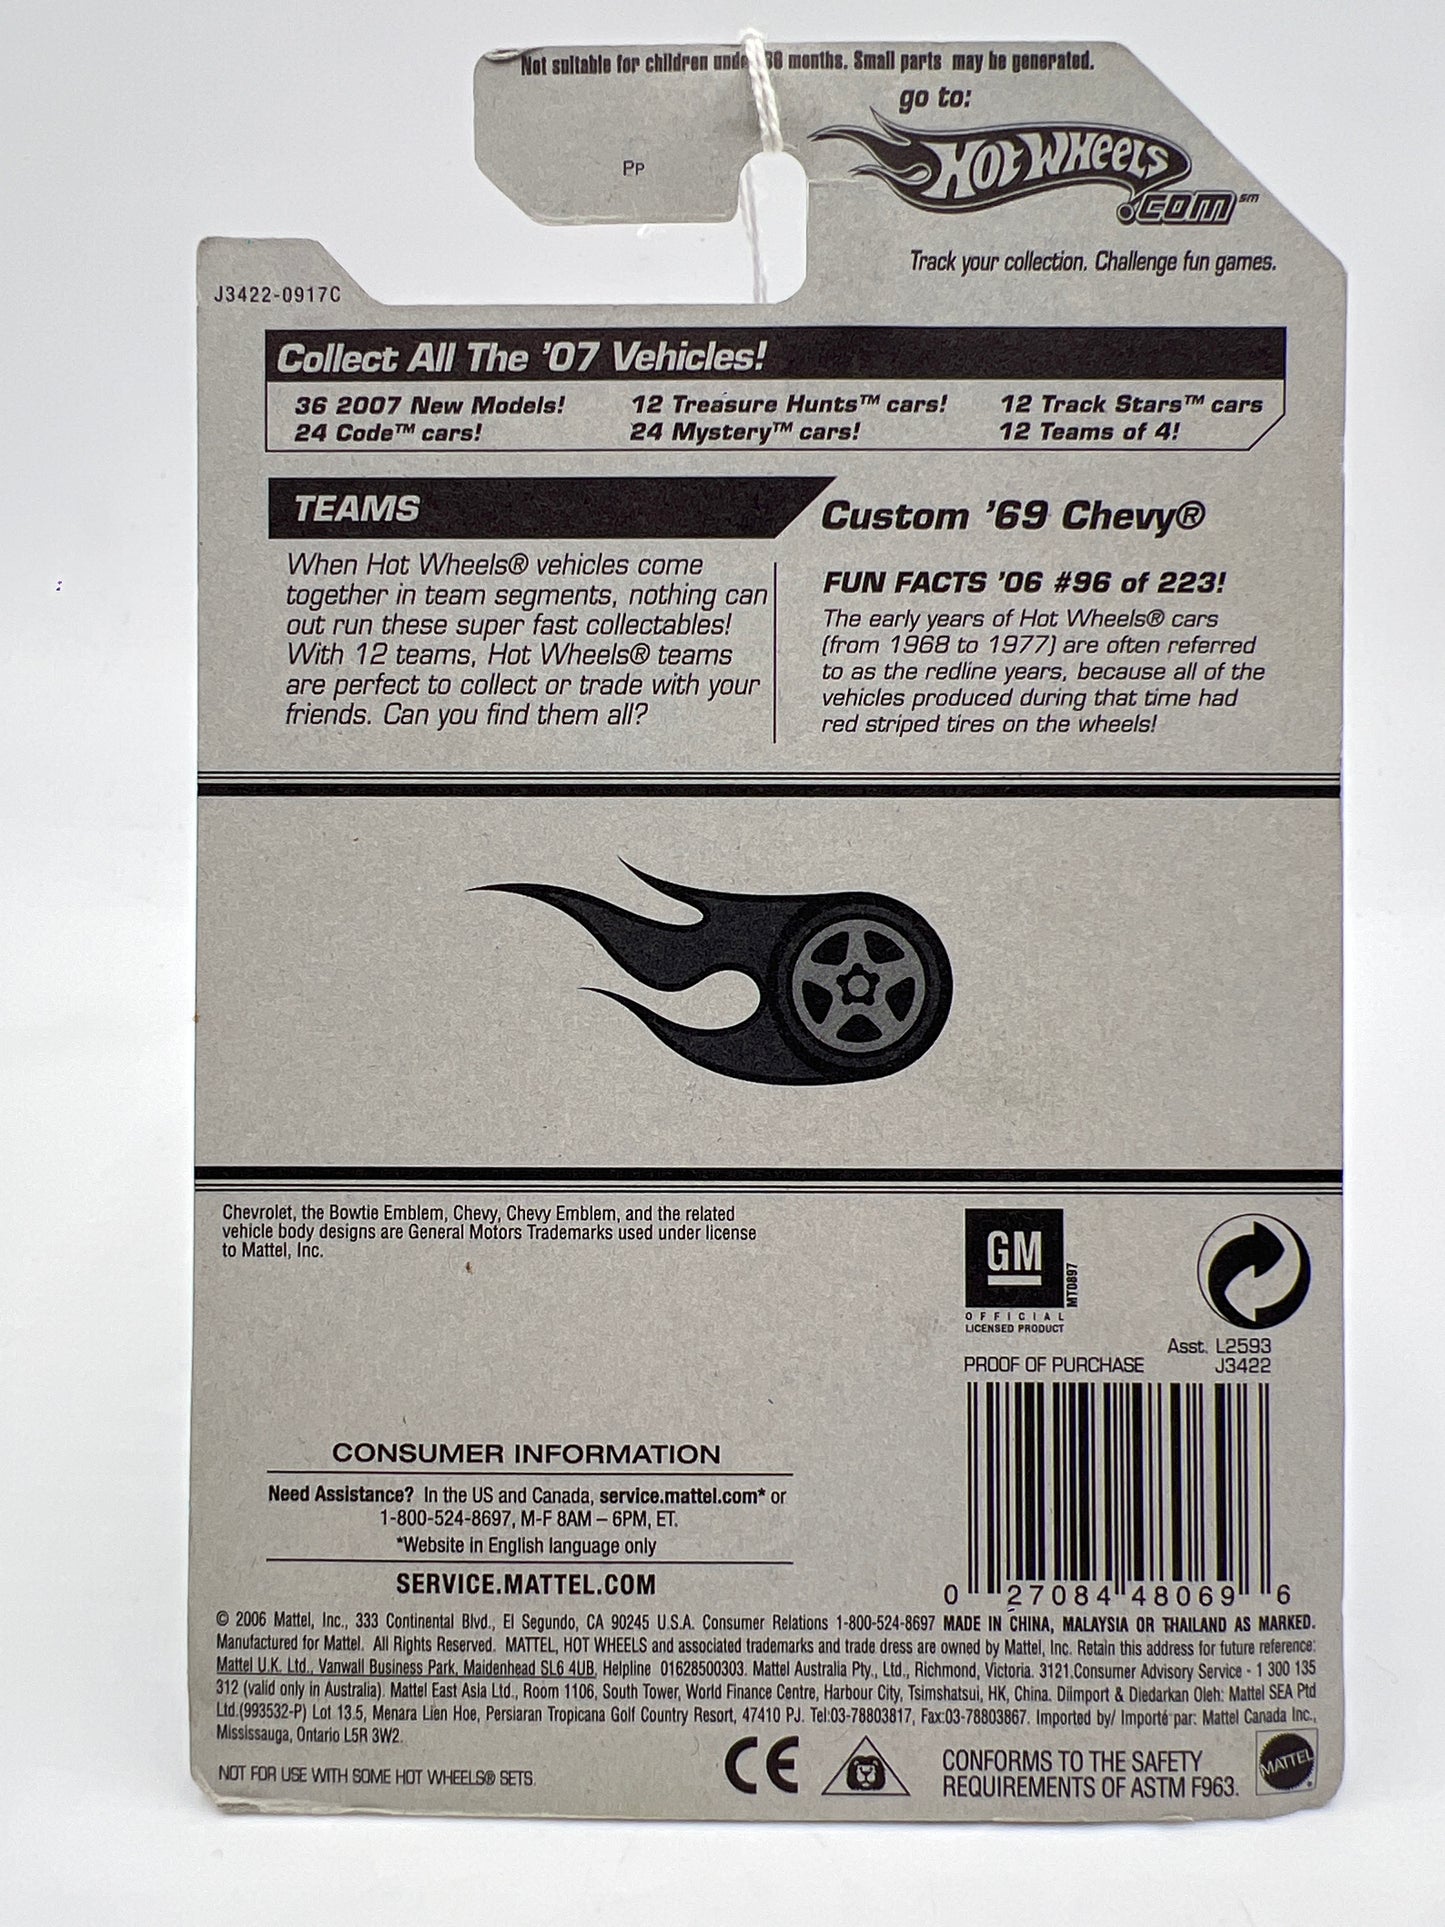 Not suitable for children under 36 months. Small parts may be generated.
go to:
HOT WHEELS
.COM℠
Pp
Track your collection. Challenge fun games.
J3422-0917C
Collect All The '07 Vehicles!
36 2007 New Models! 12 Treasure Hunts™ cars! 12 Track Stars™ cars
24 Code™ cars! 24 Mystery™ cars! 12 Teams of 4!
TEAMS
When Hot Wheels® vehicles come
together in team segments, nothing can
out run these super fast collectables!
With 12 teams, Hot Wheels® teams
are perfect to collect or trade with your
friends. Can you find them all?
Custom '69 Chevy®
FUN FACTS '06 #96 of 223!
The early years of Hot Wheels® cars
(from 1968 to 1977) are often referred
to as the redline years, because all of the
vehicles produced during that time had
red striped tires on the wheels!
Chevrolet, the Bowtie Emblem, Chevy, Chevy Emblem, and the related
vehicle body designs are General Motors Trademarks used under license
to Mattel, Inc.
GM
MT0897
OFFICIAL
LICENSED PRODUCT
Asst. L2593
PROOF OF PURCHASE J3422
0 27084 48069 6
CONSUMER INFORMATION
Need Assistance? In the US and Canada, service.mattel.com* or
1-800-524-8697, M-F 8AM – 6PM, ET.
*Website in English language only
SERVICE.MATTEL.COM
© 2006 Mattel, Inc., 333 Continental Blvd., El Segundo, CA 90245 U.S.A. Consumer Relations 1-800-524-8697 MADE IN CHINA, MALAYSIA OR THAILAND AS MARKED.
Manufactured for Mattel. All Rights Reserved. MATTEL, HOT WHEELS and associated trademarks and trade dress are owned by Mattel, Inc. Retain this address for future reference:
Mattel U.K. Ltd., Vanwall Business Park, Maidenhead SL6 4UB. Helpline 01628500303. Mattel Australia Pty., Ltd., Richmond, Victoria. 3121.Consumer Advisory Service - 1 300 135
312 (valid only in Australia). Mattel East Asia Ltd., Room 1106, South Tower, World Finance Centre, Harbour City, Tsimshatsui, HK, China. Diimport & Diedarkan Oleh: Mattel SEA Ptd
Ltd.(993532-P) Lot 13.5, Menara Lien Hoe, Persiaran Tropicana Golf Country Resort, 47410 PJ. Tel:03-78803817, Fax:03-78803867. Imported by/ Importé par: Mattel Canada Inc.,
Mississauga, Ontario L5R 3W2.
NOT FOR USE WITH SOME HOT WHEELS® SETS.
CE
CONFORMS TO THE SAFETY
REQUIREMENTS OF ASTM F963.
MATTEL